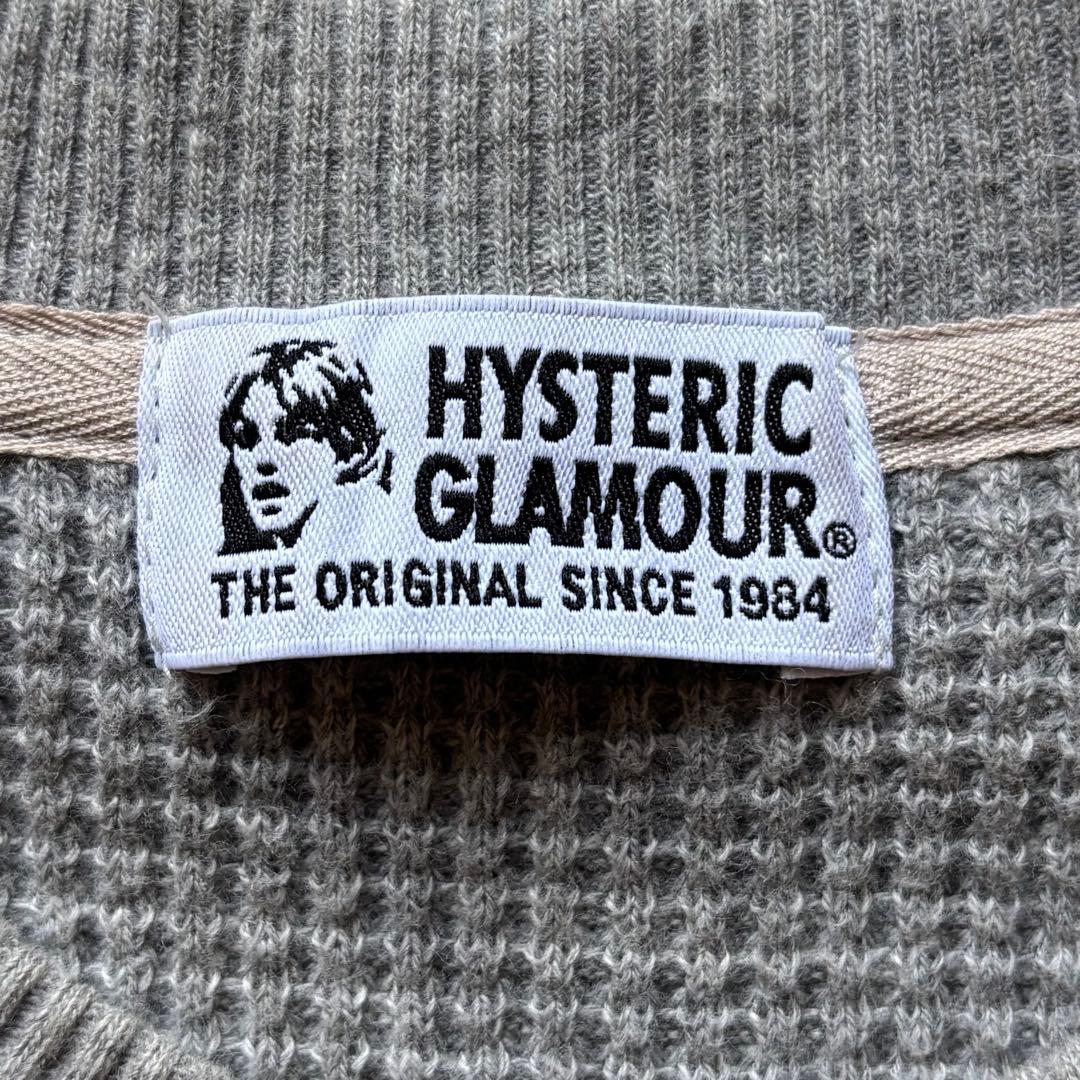 HYSTERIC
GLAMOUR®
THE ORIGINAL SINCE 1984